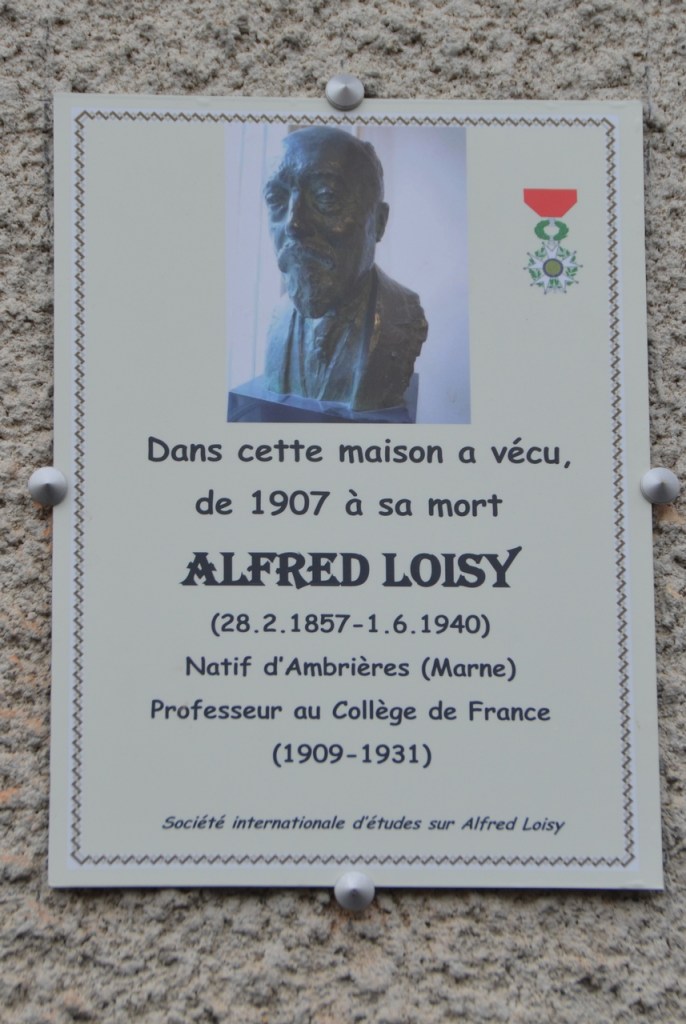 Dans cette maison a vécu,
de 1907 à sa mort
ALFRED LOISY
(28.2.1857-1.6.1940)
Natif d'Ambrières (Marne)
Professeur au Collège de France
(1909-1931)
Société internationale d'études sur Alfred Loisy